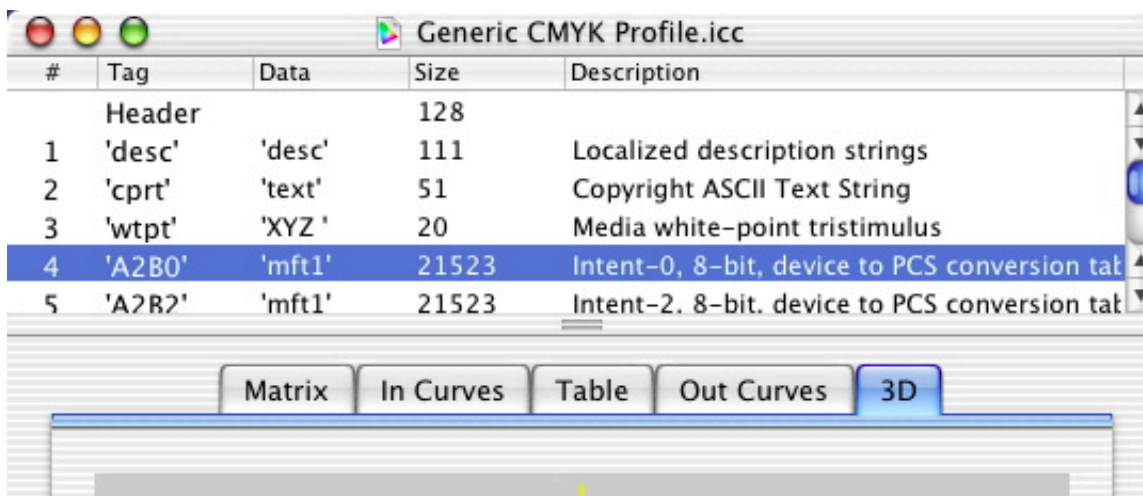 Generic CMYK Profile.icc
# Tag Data Size Description
Header 128
1 'desc' 'desc' 111 Localized description strings
2 'cprt' 'text' 51 Copyright ASCII Text String
3 'wtpt' 'XYZ ' 20 Media white-point tristimulus
4 'A2B0' 'mft1' 21523 Intent-0, 8-bit, device to PCS conversion tab
5 'A2B2' 'mft1' 21523 Intent-2, 8-bit, device to PCS conversion tab
Matrix In Curves Table Out Curves 3D